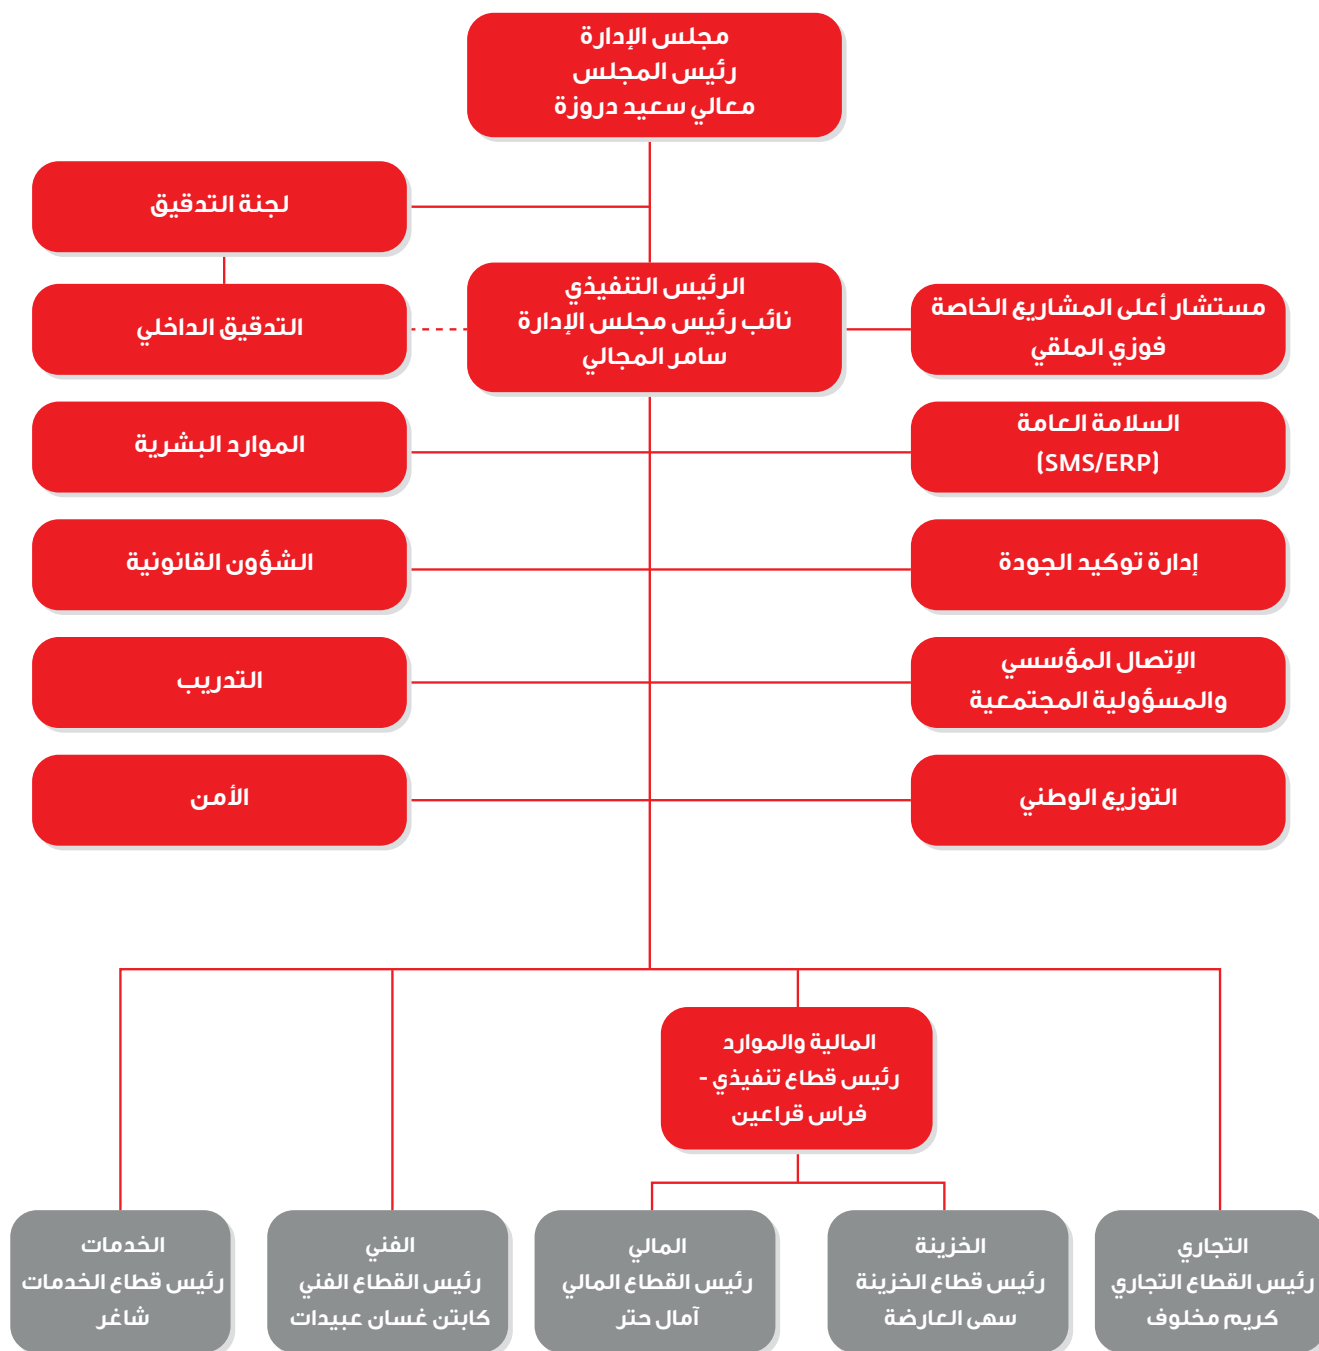 مجلس الإدارة
رئيس المجلس
معالي سعيد دروزة
لجنة التدقيق
الرئيس التنفيذي
نائب رئيس مجلس الإدارة
سامر المجالي
مستشار أعلى المشاريع الخاصة
فوزي الملقي
التدقيق الداخلي
السلامة العامة
(SMS/ERP)
الموارد البشرية
إدارة توكيد الجودة
الشؤون القانونية
الإتصال المؤسسي
والمسؤولية المجتمعية
التدريب
التوزيع الوطني
الأمن
المالية والموارد
رئيس قطاع تنفيذي -
فراس قراعين
التجاري
رئيس القطاع التجاري
كريم مخلوف
الخزينة
رئيس قطاع الخزينة
سهى العارضة
المالي
رئيس القطاع المالي
آمال حتر
الفني
رئيس القطاع الفني
كابتن غسان عبيدات
الخدمات
رئيس قطاع الخدمات
شاغر